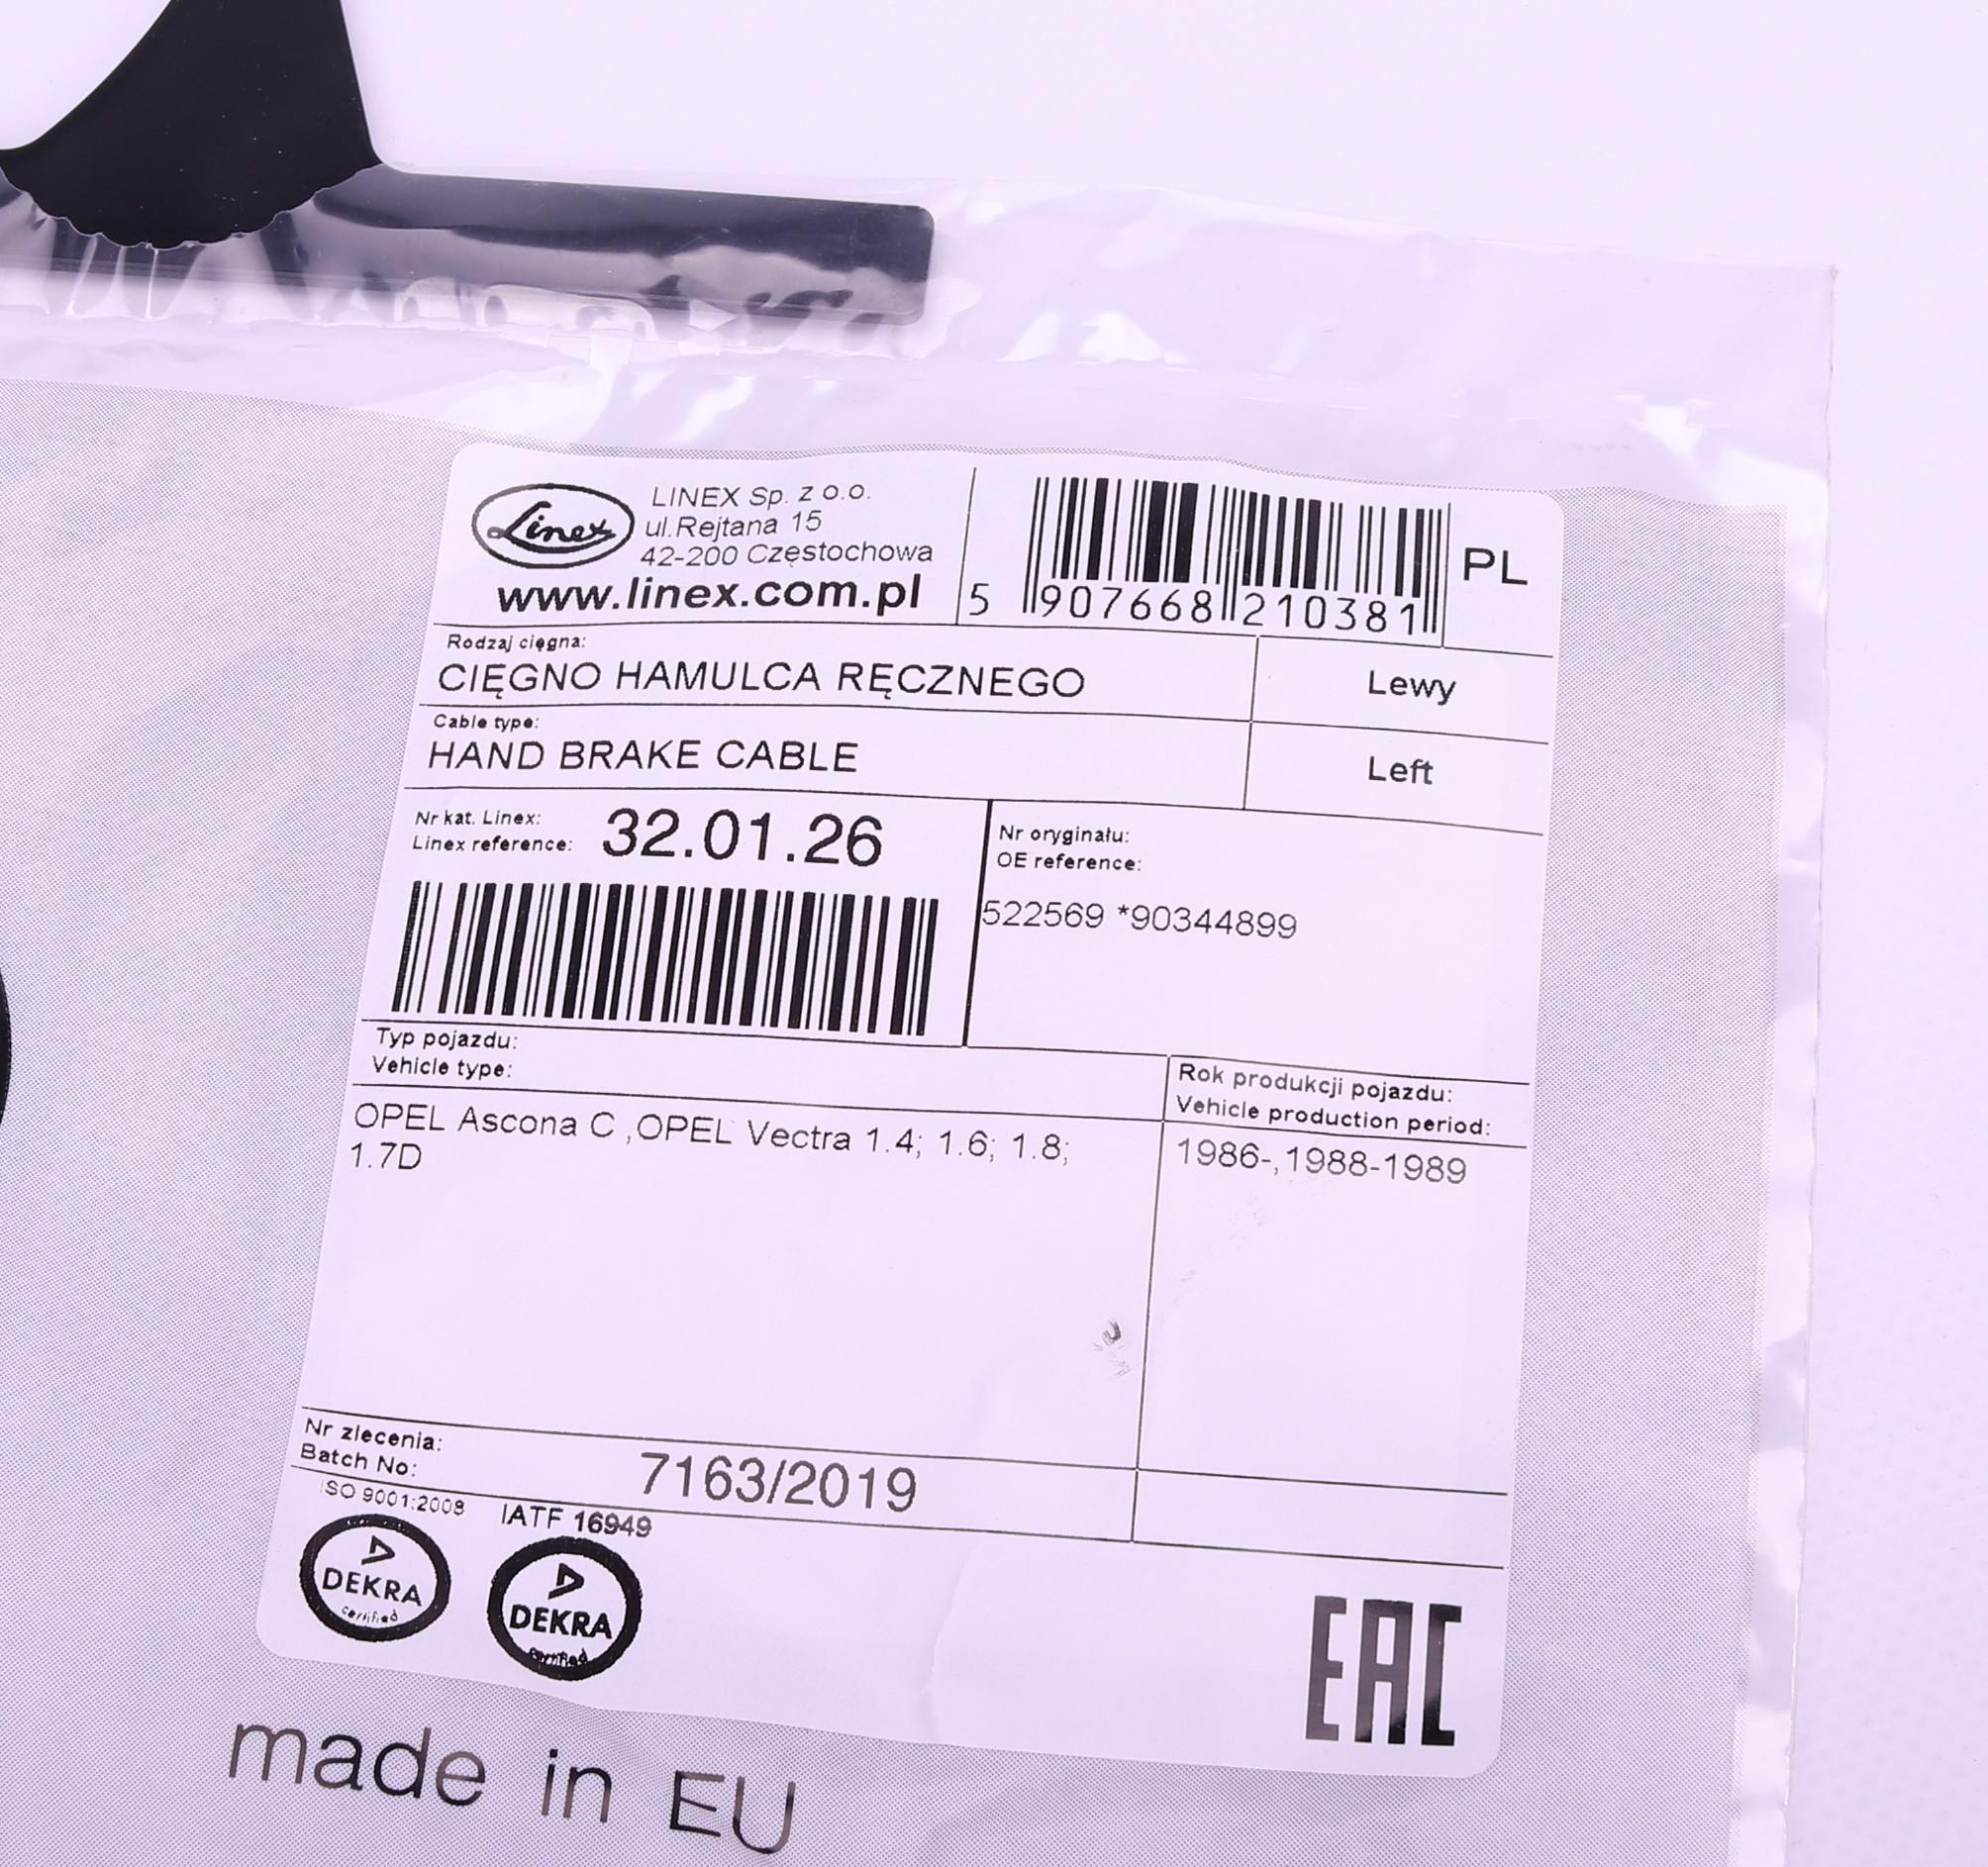 Linex
LINEX Sp. z o.o.
ul.Rejtana 15
42-200 Częstochowa
www.linex.com.pl
5 907668 210381
PL
Rodzaj cięgna:
CIĘGNO HAMULCA RĘCZNEGO
Lewy
Cable type:
HAND BRAKE CABLE
Left
Nr kat. Linex:
Linex reference:
32.01.26
Nr oryginału:
OE reference:
522569 *90344899
Typ pojazdu:
Vehicle type:
Rok produkcji pojazdu:
Vehicle production period:
OPEL Ascona C ,OPEL Vectra 1.4; 1.6; 1.8;
1.7D
1986-,1988-1989
Nr zlecenia:
Batch No:
7163/2019
ISO 9001:2008
IATF 16949
DEKRA
certified
DEKRA
certified
EAC
made in EU